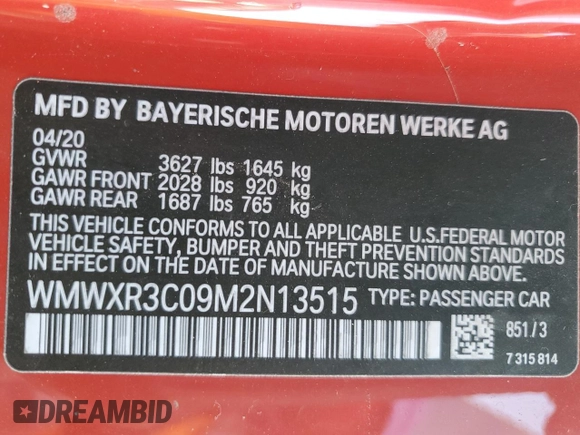 MFD BY BAYERISCHE MOTOREN WERKE AG
04/20
GVWR 3627 lbs 1645 kg
GAWR FRONT 2028 lbs 920 kg
GAWR REAR 1687 lbs 765 kg
THIS VEHICLE CONFORMS TO ALL APPLICABLE U.S.FEDERAL MOTOR
VEHICLE SAFETY, BUMPER AND THEFT PREVENTION STANDARDS
IN EFFECT ON THE DATE OF MANUFACTURE SHOWN ABOVE.
WMWXR3C09M2N13515 TYPE: PASSENGER CAR
851/3
7 315 814
DREAMBID